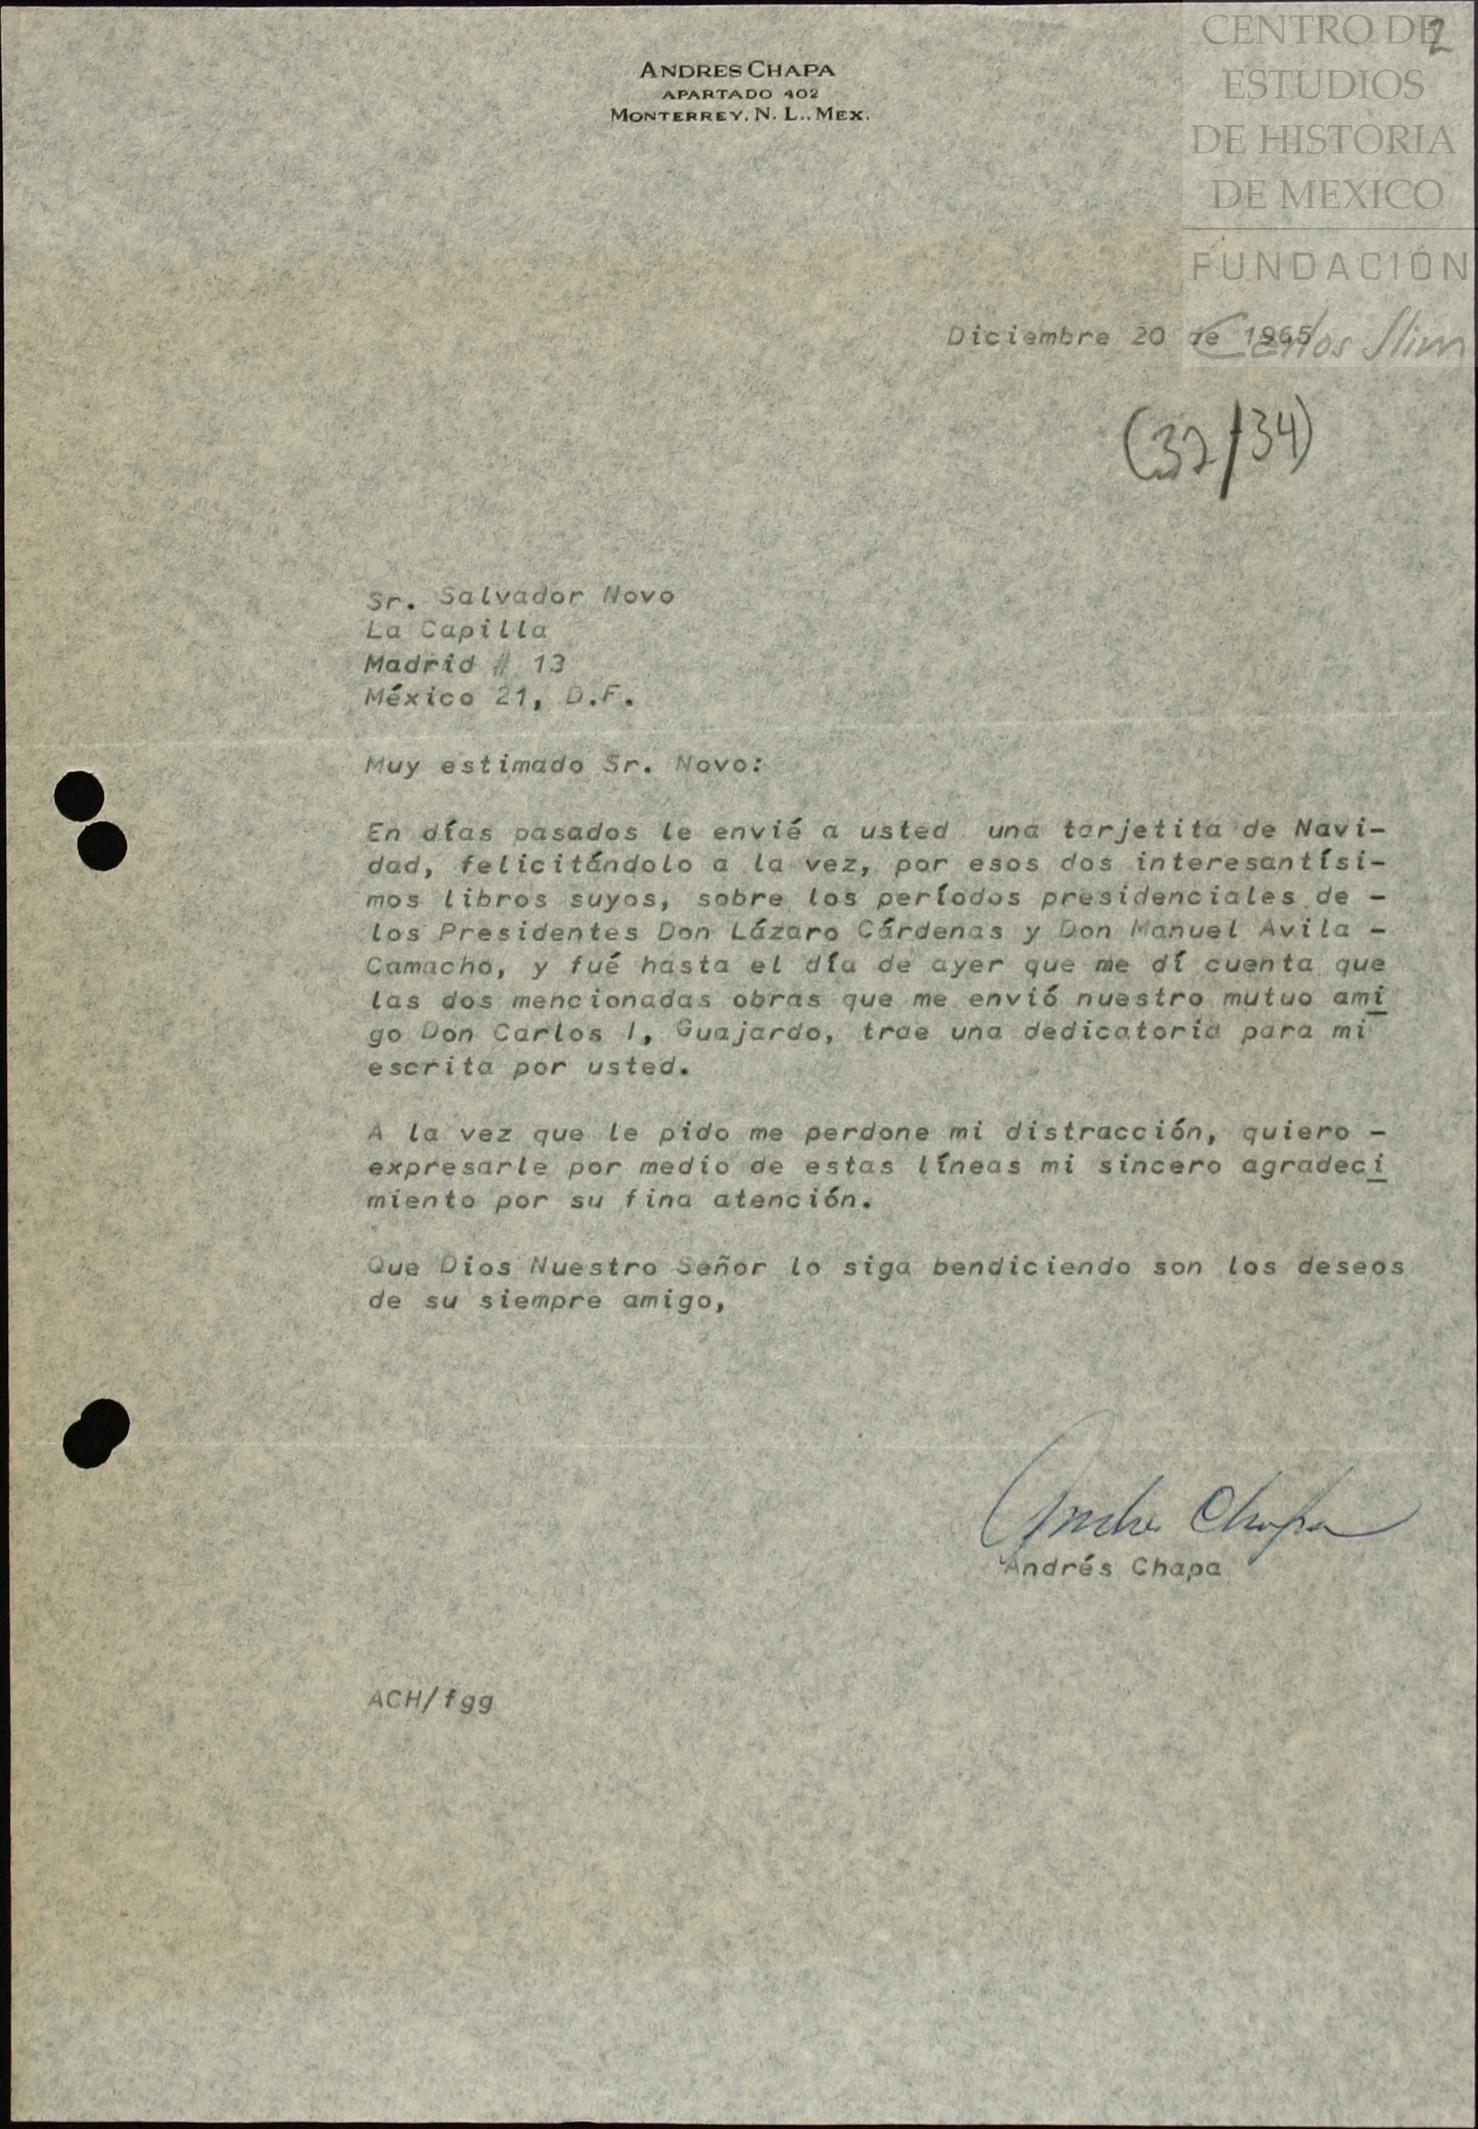 CENTRO DE
ESTUDIOS
DE HISTORIA
DE MEXICO
FUNDACIÓN
Carlos Slim
2
ANDRES CHAPA
APARTADO 402
MONTERREY, N. L., MEX.
Diciembre 20 de 1965
(32/34)
Sr. Salvador Novo
La Capilla
Madrid # 13
México 21, D.F.
Muy estimado Sr. Novo:
En días pasados le envié a usted una tarjetita de Navi-
dad, felicitándolo a la vez, por esos dos interesantísi-
mos libros suyos, sobre los períodos presidenciales de -
los Presidentes Don Lázaro Cárdenas y Don Manuel Avila -
Camacho, y fué hasta el día de ayer que me dí cuenta que
las dos mencionadas obras que me envió nuestro mutuo ami
go Don Carlos I, Guajardo, trae una dedicatoria para mi
escrita por usted.
A la vez que le pido me perdone mi distracción, quiero -
expresarle por medio de estas líneas mi sincero agradeci
miento por su fina atención.
Que Dios Nuestro Señor lo siga bendiciendo son los deseos
de su siempre amigo,
Andrés Chapa
Andrés Chapa
ACH/fgg